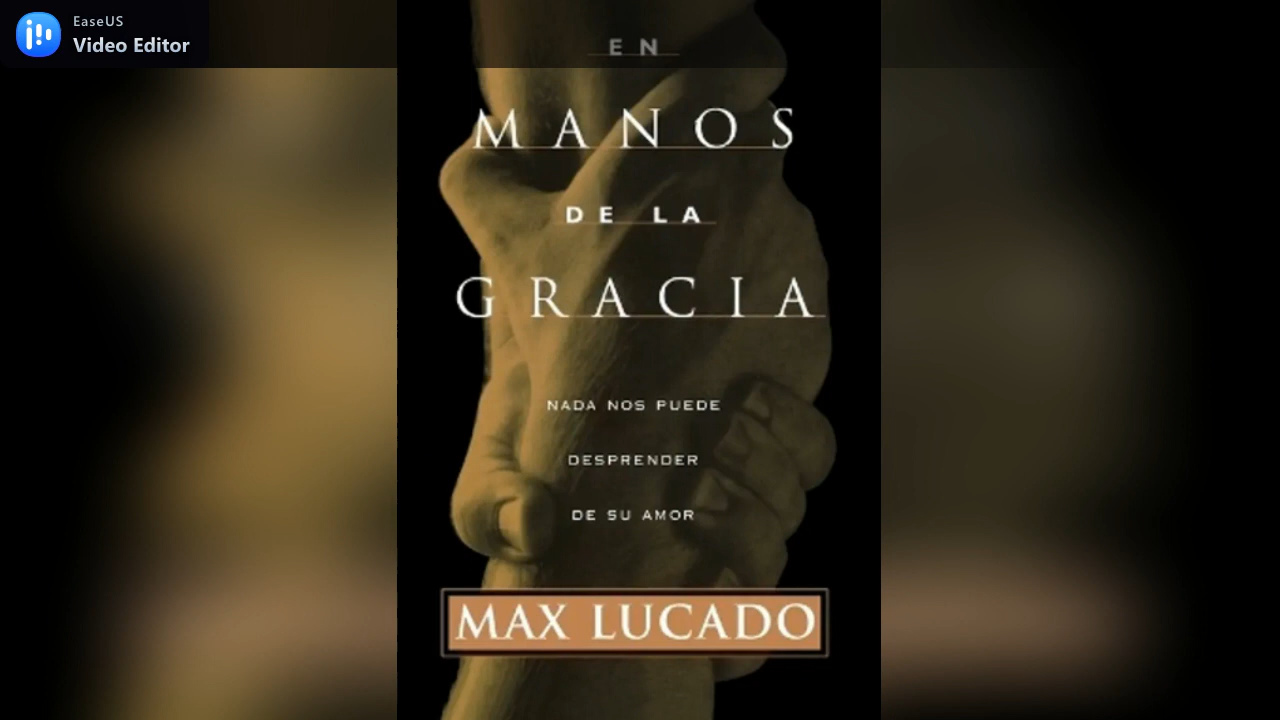 EaseUS
Video Editor
EN
MANOS
DE LA
GRACIA
NADA NOS PUEDE
DESPRENDER
DE SU AMOR
MAX LUCADO